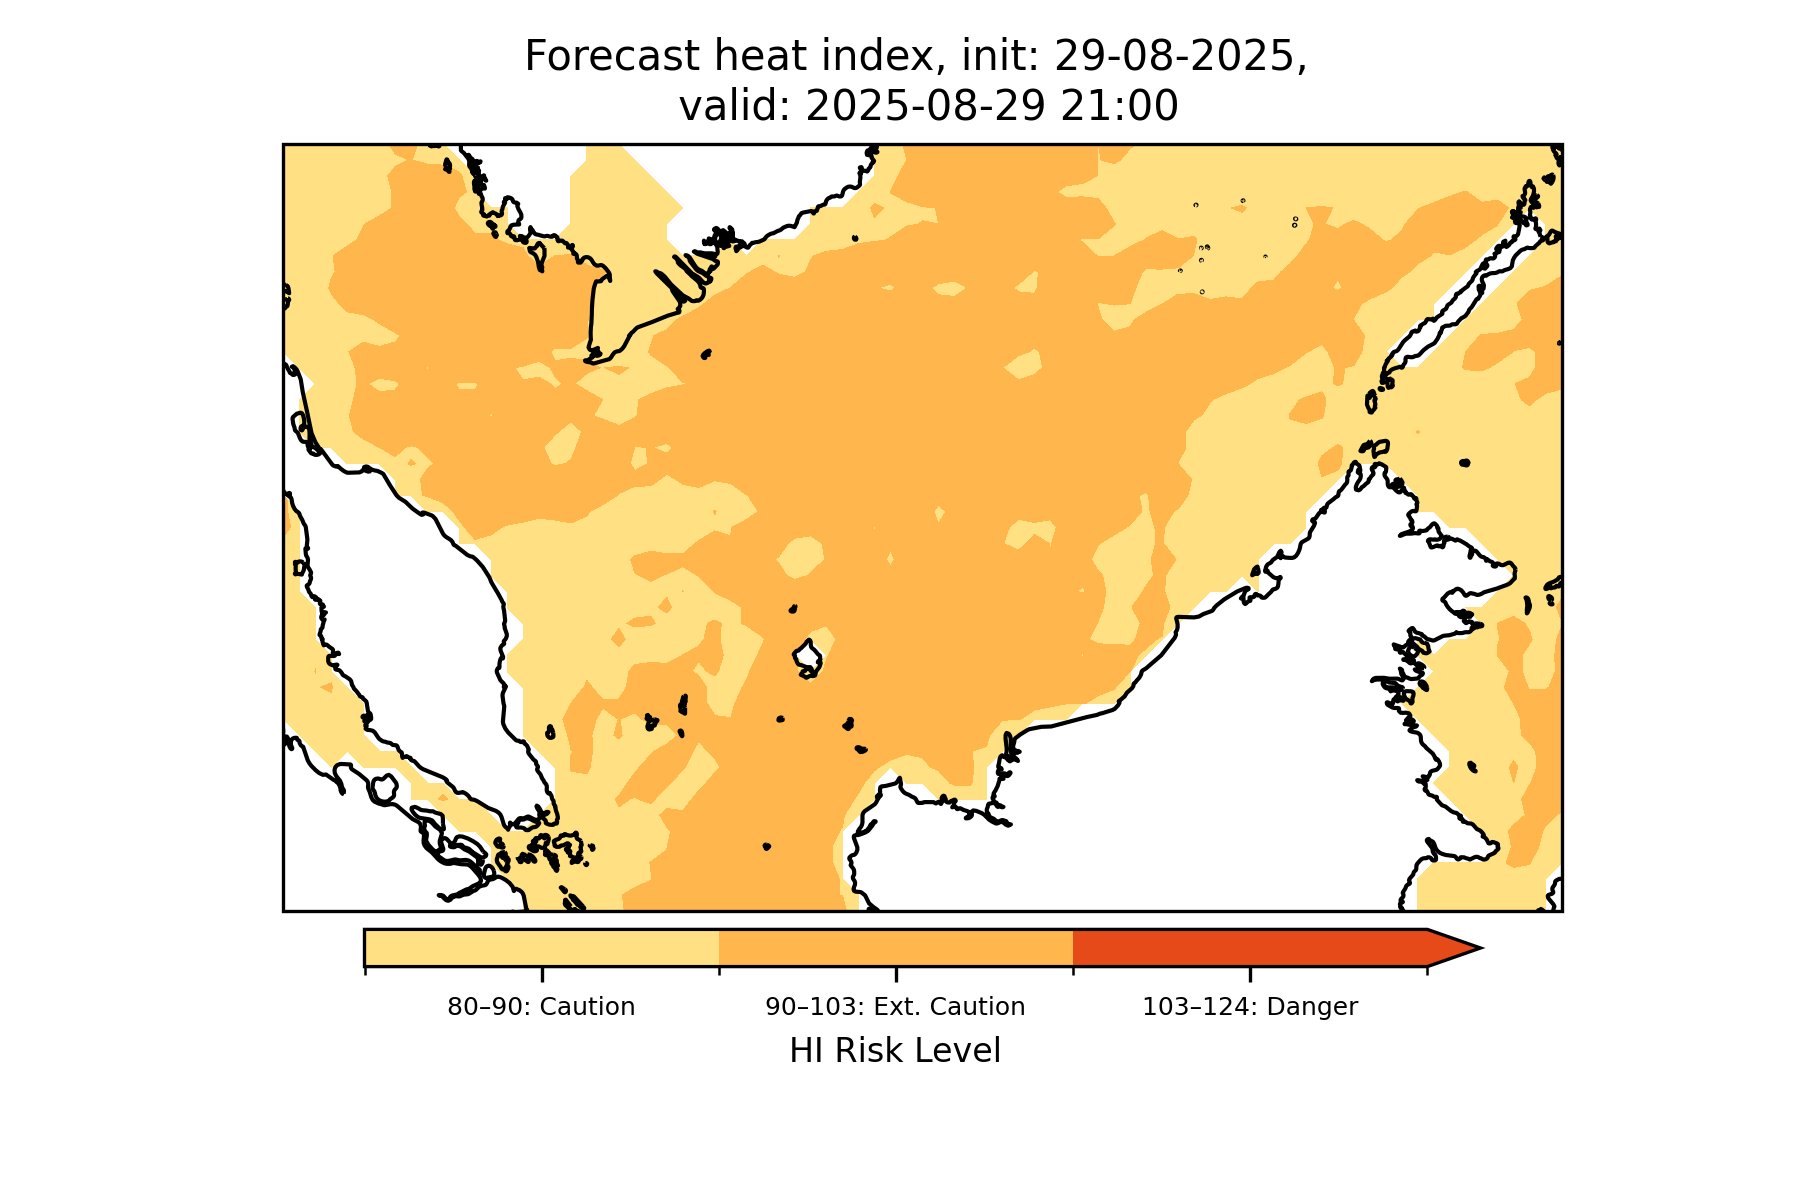 Forecast heat index, init: 29-08-2025,
valid: 2025-08-29 21:00
80–90: Caution
90–103: Ext. Caution
103–124: Danger
HI Risk Level